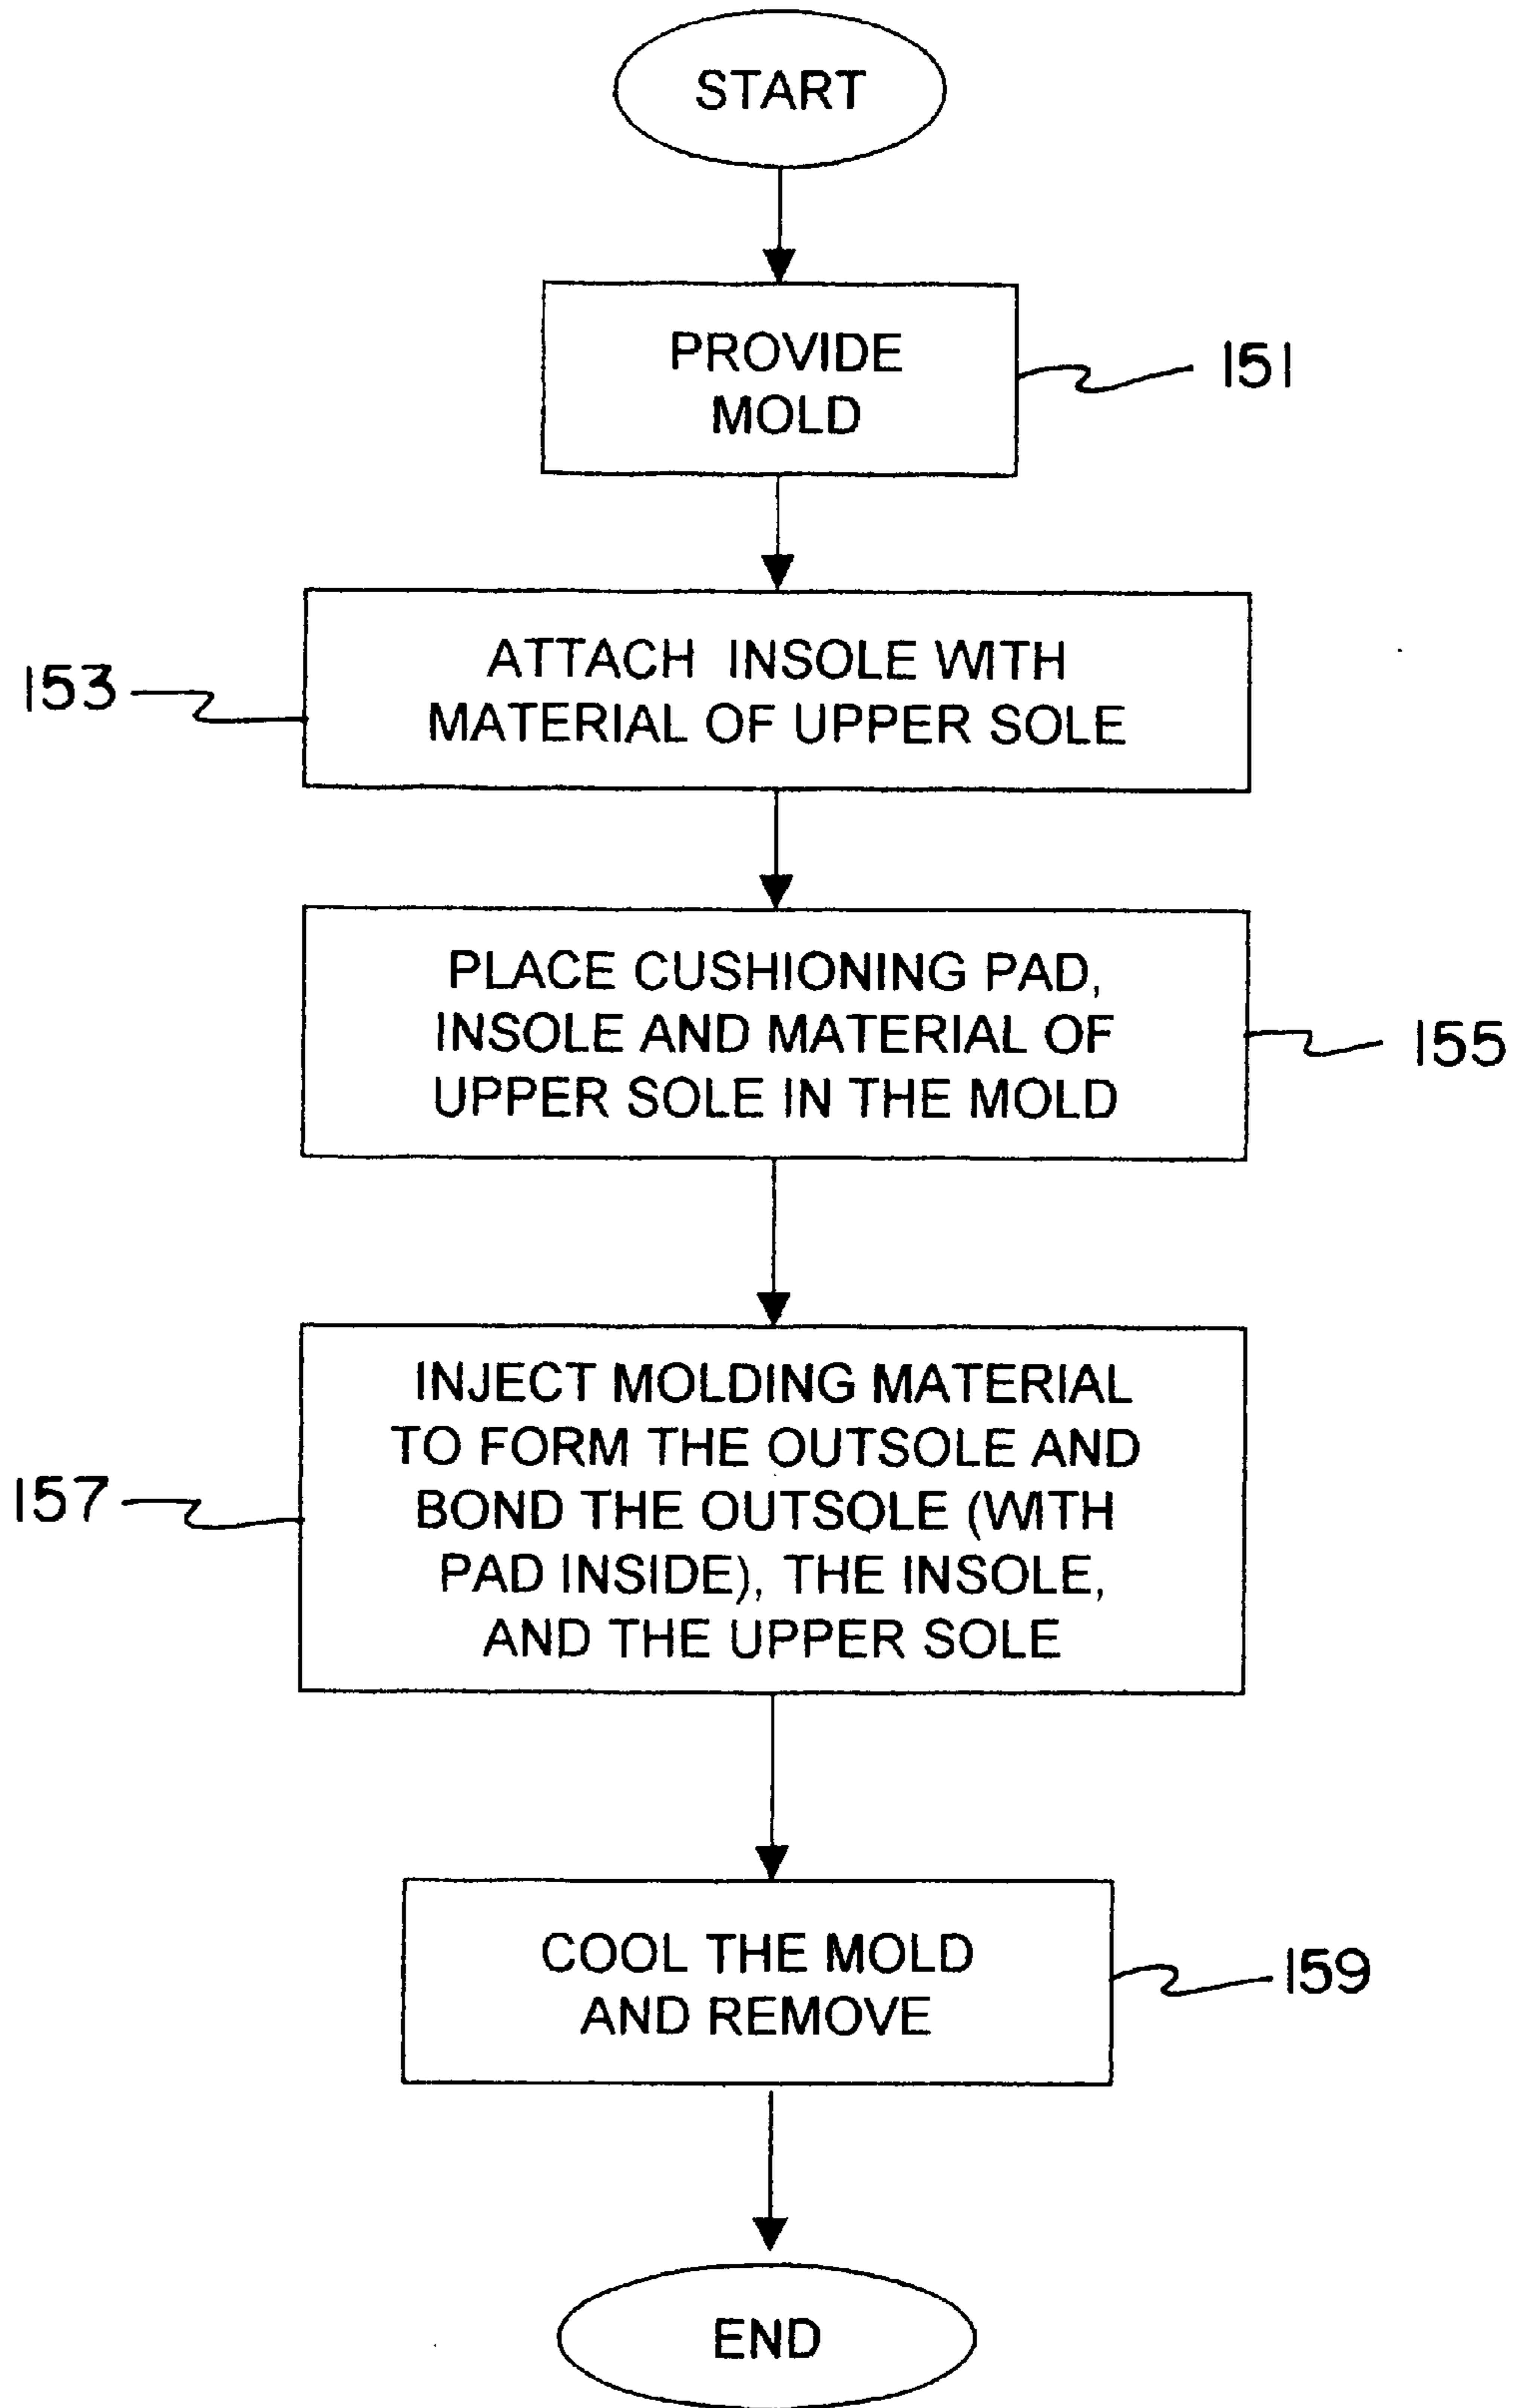 START
PROVIDE
MOLD
151
ATTACH INSOLE WITH
MATERIAL OF UPPER SOLE
153
PLACE CUSHIONING PAD,
INSOLE AND MATERIAL OF
UPPER SOLE IN THE MOLD
155
INJECT MOLDING MATERIAL
TO FORM THE OUTSOLE AND
BOND THE OUTSOLE (WITH
PAD INSIDE), THE INSOLE,
AND THE UPPER SOLE
157
COOL THE MOLD
AND REMOVE
159
END